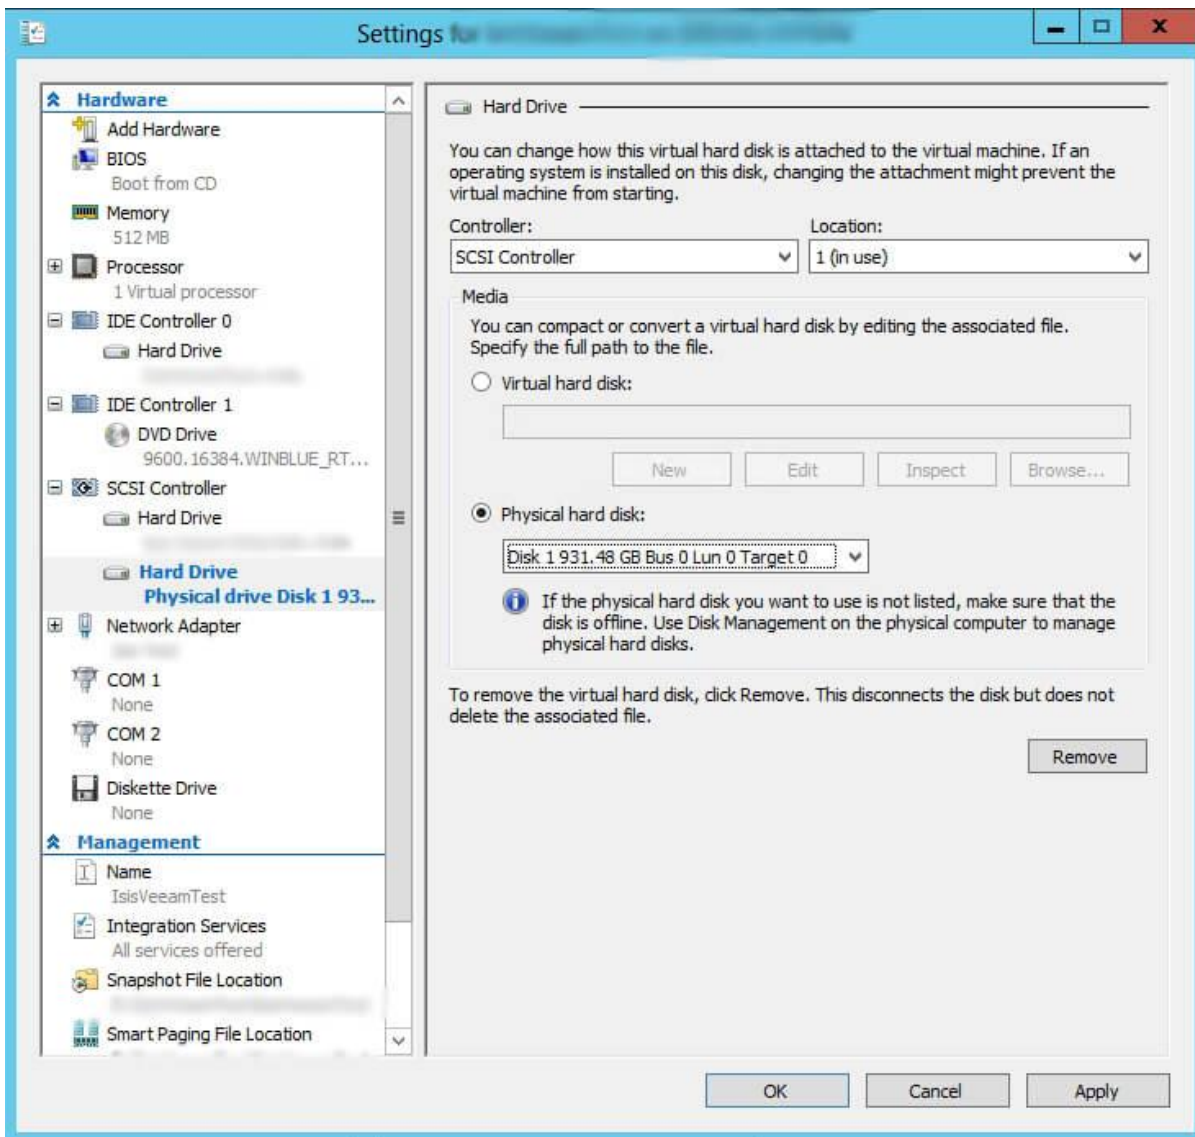 Settings for
Hardware
Add Hardware
BIOS
Boot from CD
Memory
512 MB
Processor
1 Virtual processor
IDE Controller 0
Hard Drive
IDE Controller 1
DVD Drive
9600.16384.WINBLUE_RT...
SCSI Controller
Hard Drive
Hard Drive
Physical drive Disk 1 93...
Network Adapter
COM 1
None
COM 2
None
Diskette Drive
None
Management
Name
IsisVeeamTest
Integration Services
All services offered
Snapshot File Location
Smart Paging File Location
Hard Drive
You can change how this virtual hard disk is attached to the virtual machine. If an
operating system is installed on this disk, changing the attachment might prevent the
virtual machine from starting.
Controller:
Location:
SCSI Controller
1 (in use)
Media
You can compact or convert a virtual hard disk by editing the associated file.
Specify the full path to the file.
Virtual hard disk:
New
Edit
Inspect
Browse...
Physical hard disk:
Disk 1 931.48 GB Bus 0 Lun 0 Target 0
If the physical hard disk you want to use is not listed, make sure that the
disk is offline. Use Disk Management on the physical computer to manage
physical hard disks.
To remove the virtual hard disk, click Remove. This disconnects the disk but does not
delete the associated file.
Remove
OK
Cancel
Apply